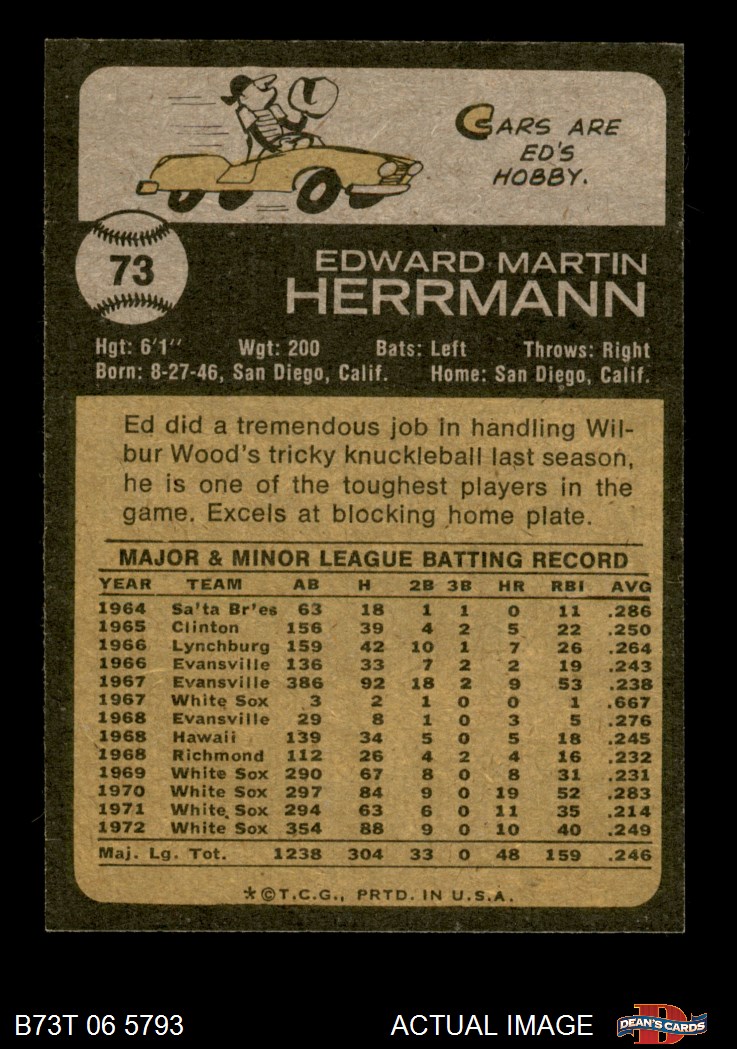 CARS ARE
ED'S
HOBBY.
73
EDWARD MARTIN
HERRMANN
Hgt: 6'1" Wgt: 200 Bats: Left Throws: Right
Born: 8-27-46, San Diego, Calif. Home: San Diego, Calif.
Ed did a tremendous job in handling Wil-
bur Wood's tricky knuckleball last season,
he is one of the toughest players in the
game. Excels at blocking home plate.
MAJOR & MINOR LEAGUE BATTING RECORD
YEAR TEAM AB H 2B 3B HR RBI AVG
1964 Sa'ta Br'es 63 18 1 1 0 11 .286
1965 Clinton 156 39 4 2 5 22 .250
1966 Lynchburg 159 42 10 1 7 26 .264
1966 Evansville 136 33 7 2 2 19 .243
1967 Evansville 386 92 18 2 9 53 .238
1967 White Sox 3 2 1 0 0 1 .667
1968 Evansville 29 8 1 0 3 5 .276
1968 Hawaii 139 34 5 0 5 18 .245
1968 Richmond 112 26 4 2 4 16 .232
1969 White Sox 290 67 8 0 8 31 .231
1970 White Sox 297 84 9 0 19 52 .283
1971 White Sox 294 63 6 0 11 35 .214
1972 White Sox 354 88 9 0 10 40 .249
Maj. Lg. Tot. 1238 304 33 0 48 159 .246
*©T.C.G., PRTD. IN U.S.A.
B73T 06 5793 ACTUAL IMAGE D DEAN'S CARDS